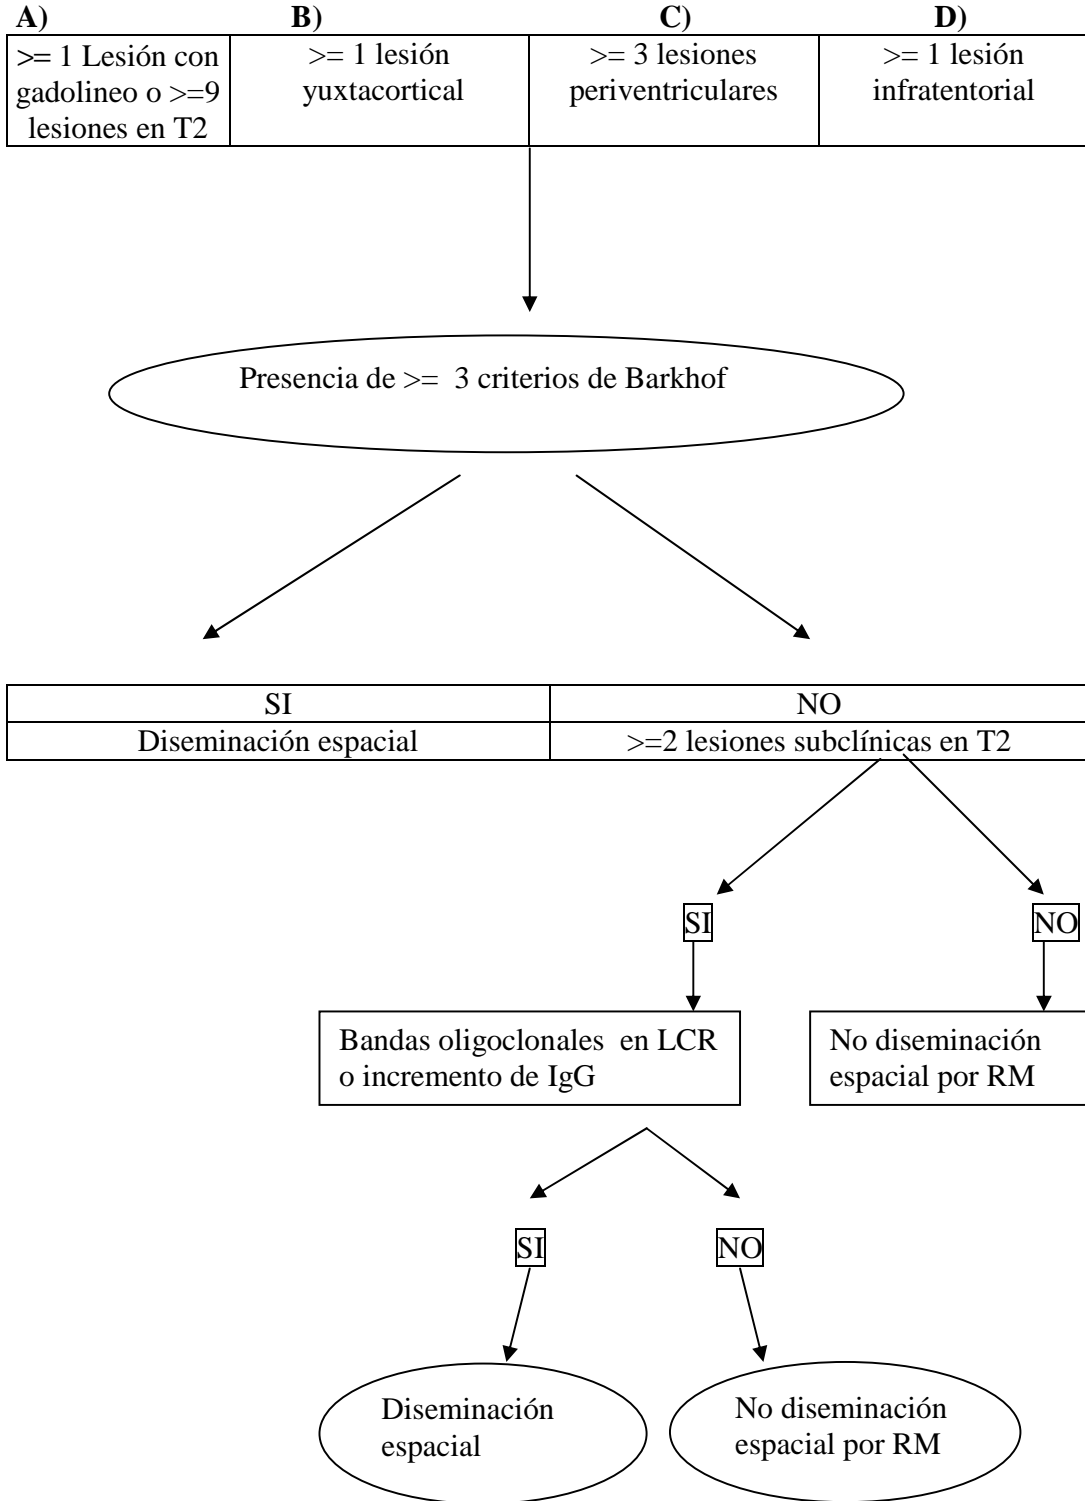 A) B) C) D)
>= 1 Lesión con
gadolineo o >=9
lesiones en T2
>= 1 lesión
yuxtacortical
>= 3 lesiones
periventriculares
>= 1 lesión
infratentorial
Presencia de >= 3 criterios de Barkhof
SI
NO
Diseminación espacial
>=2 lesiones subclínicas en T2
SI
NO
Bandas oligoclonales en LCR
o incremento de IgG
No diseminación
espacial por RM
SI
NO
Diseminación
espacial
No diseminación
espacial por RM